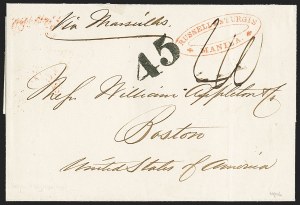 Via Marseilles
RUSSELL & STURGIS
MANILA
45
Messrs William Appleton & Co
Boston
United States of America